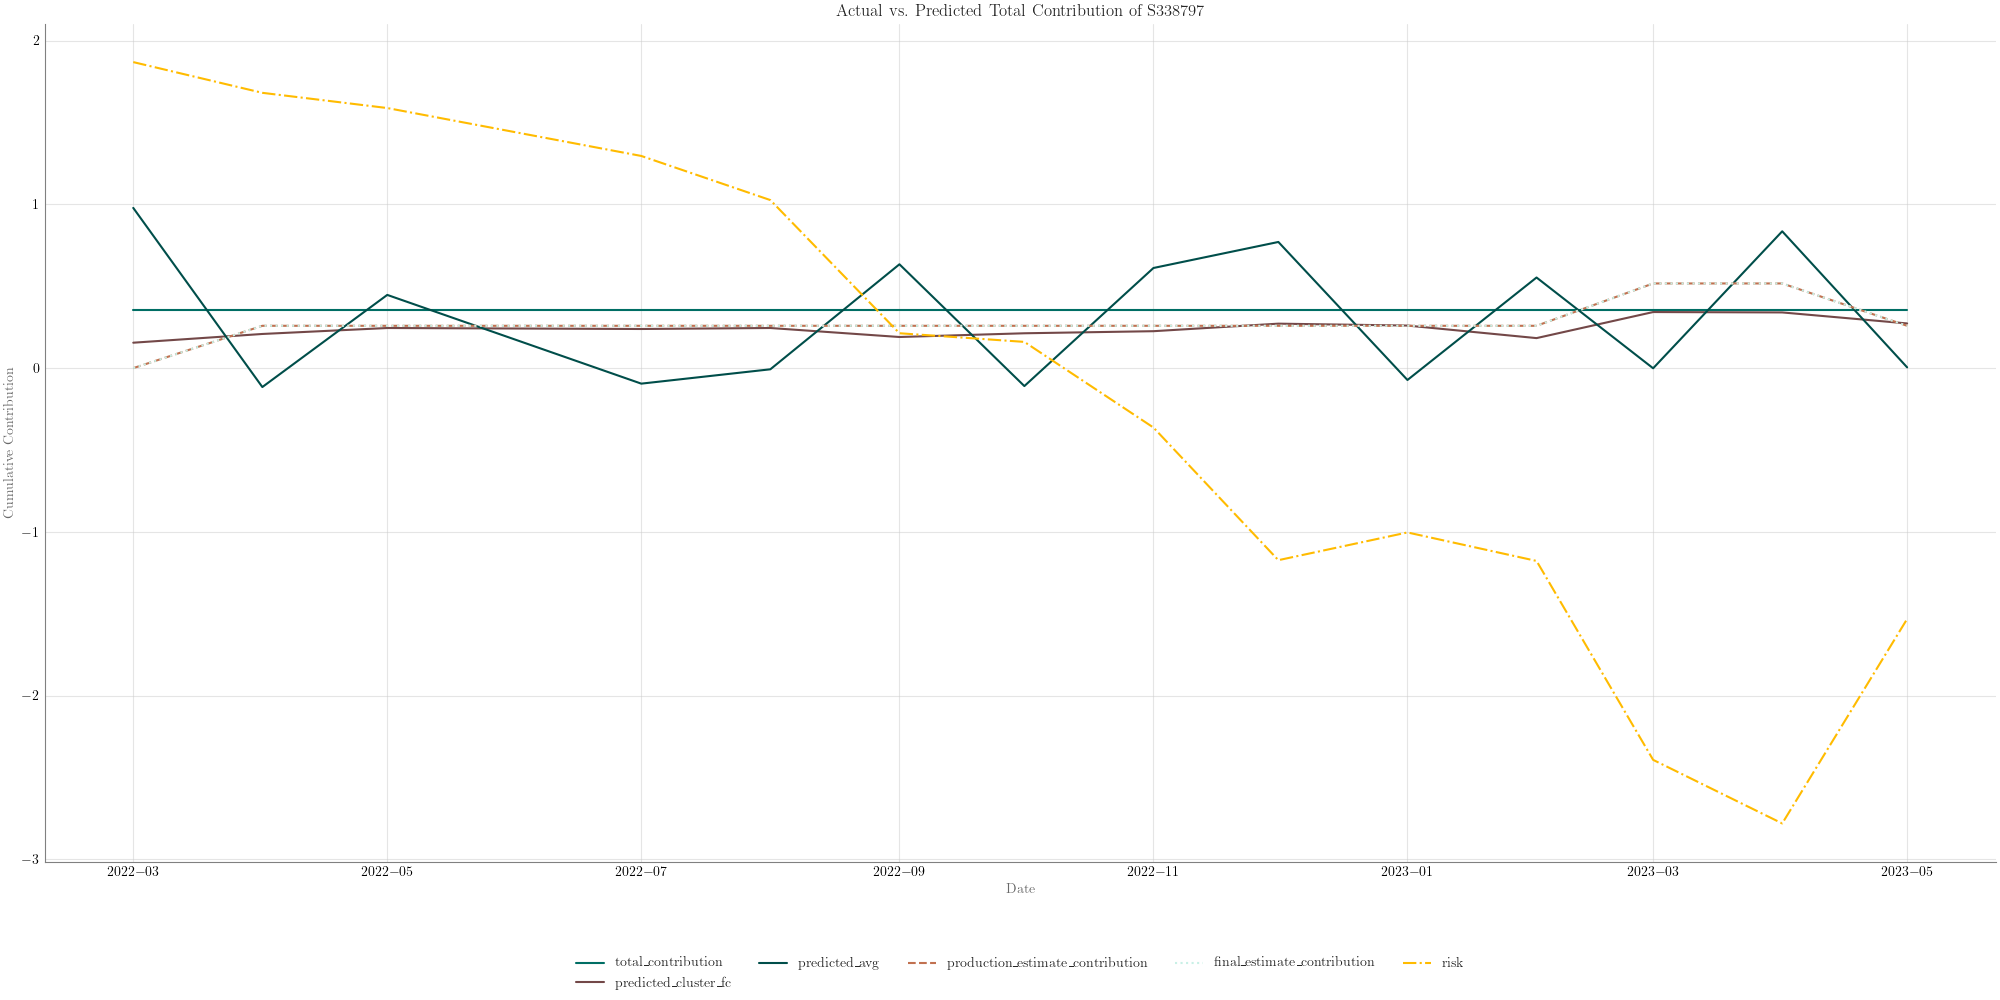 Actual vs. Predicted Total Contribution of S338797
2
1
0
−1
−2
−3
Cumulative Contribution
2022−03 2022−05 2022−07 2022−09 2022−11 2023−01 2023−03 2023−05
Date
total_contribution predicted_avg production_estimate_contribution final_estimate_contribution risk
predicted_cluster_fc